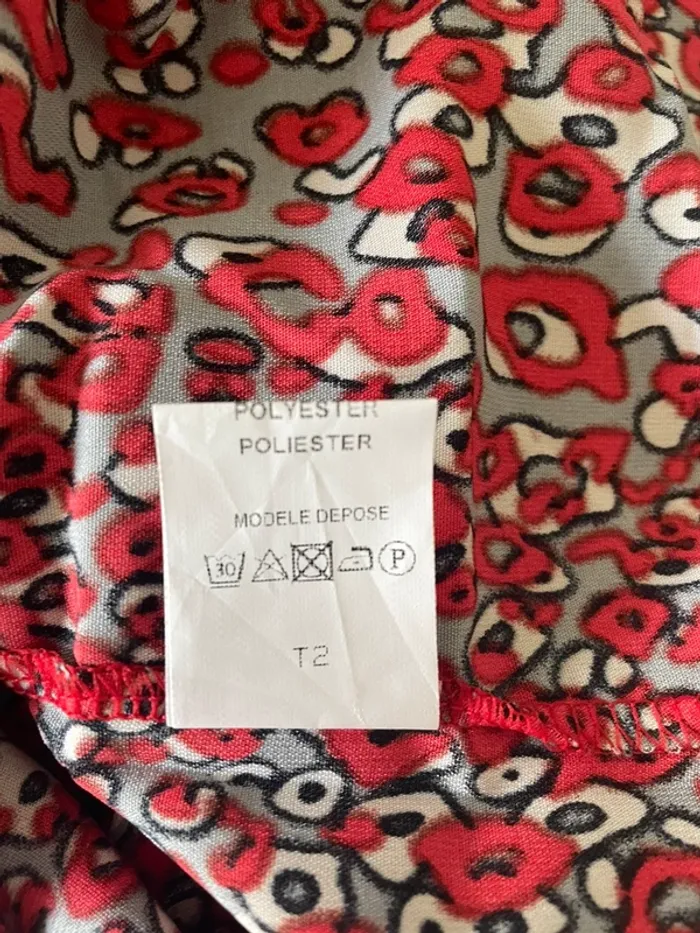 POLYESTER
POLIESTER
MODELE DEPOSE
30 P
T2